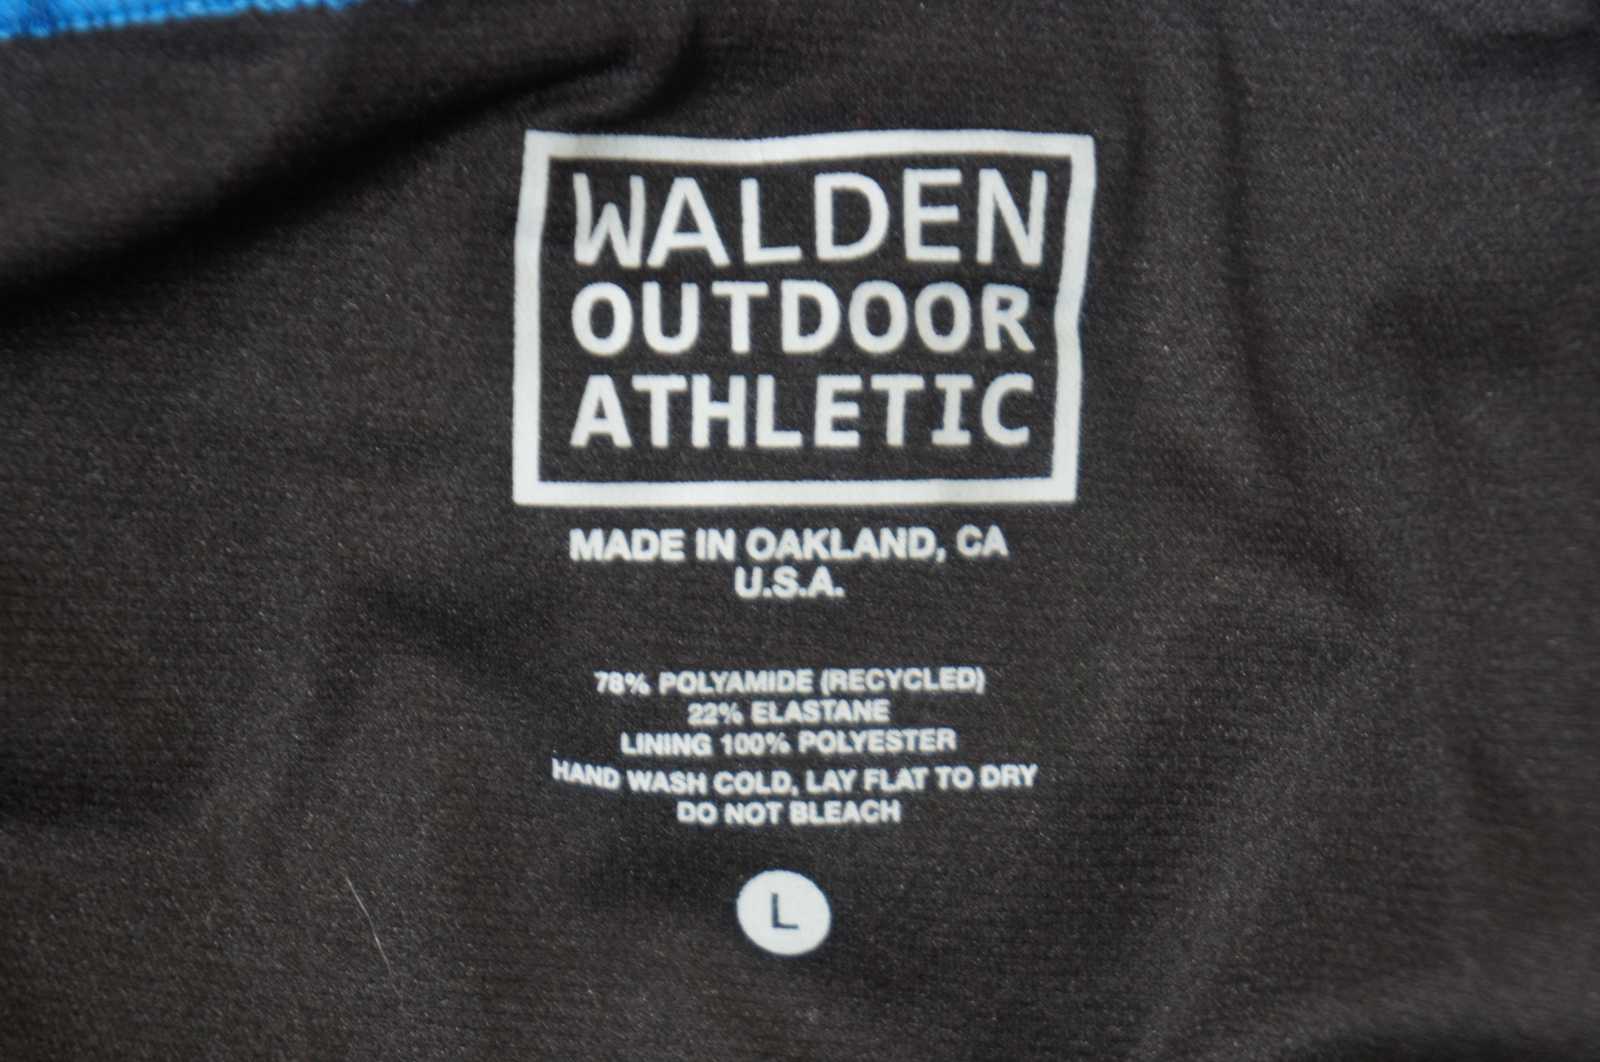 WALDEN
OUTDOOR
ATHLETIC
MADE IN OAKLAND, CA
U.S.A.
78% POLYAMIDE (RECYCLED)
22% ELASTANE
LINING 100% POLYESTER
HAND WASH COLD, LAY FLAT TO DRY
DO NOT BLEACH
L